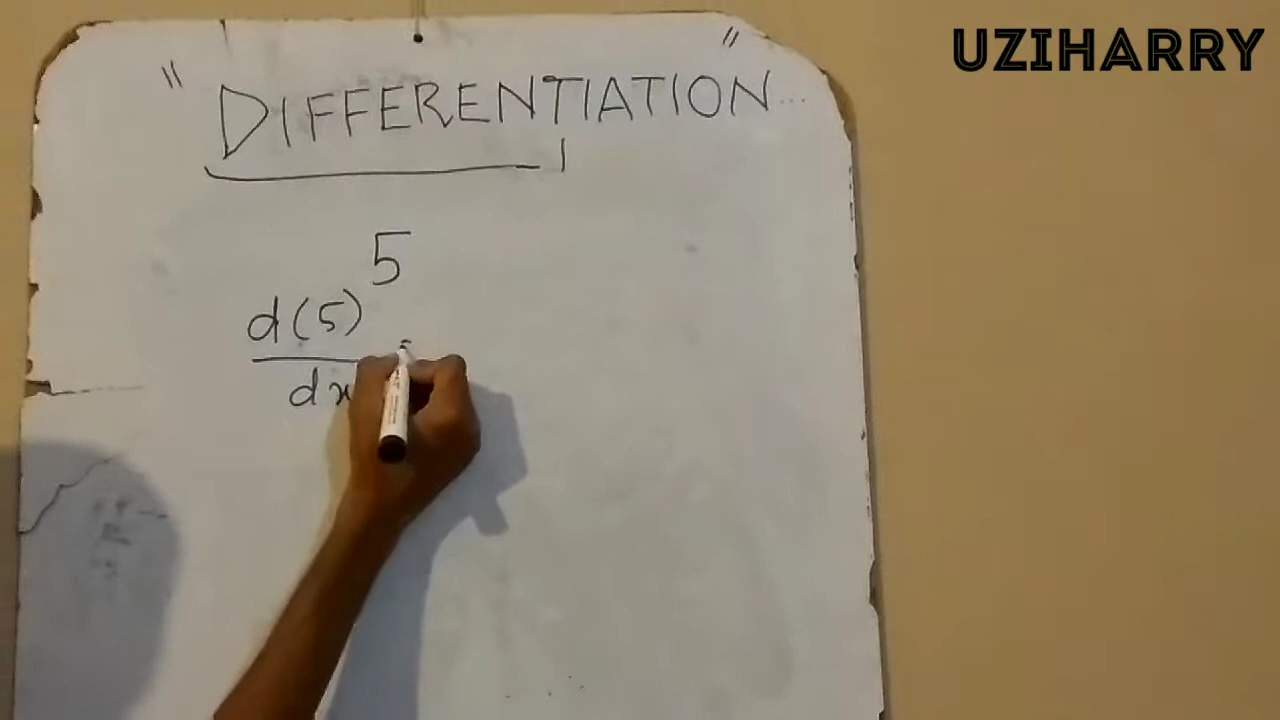 UZIHARRY
" DIFFERENTIATION... "
5
d(5)
dx